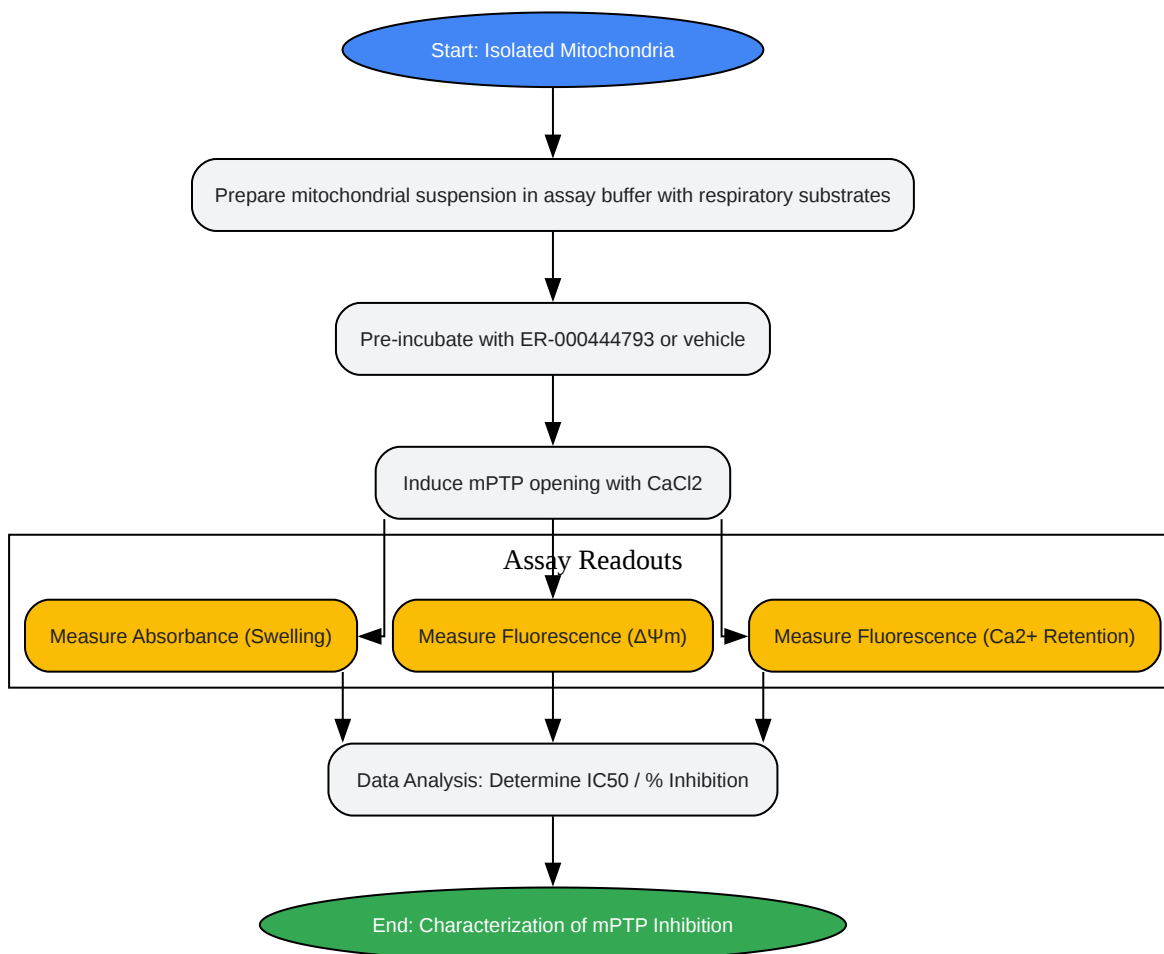 Start: Isolated Mitochondria
Prepare mitochondrial suspension in assay buffer with respiratory substrates
Pre-incubate with ER-000444793 or vehicle
Induce mPTP opening with CaCl2
Assay Readouts
Measure Absorbance (Swelling)
Measure Fluorescence (ΔΨm)
Measure Fluorescence (Ca2+ Retention)
Data Analysis: Determine IC50 / % Inhibition
End: Characterization of mPTP Inhibition